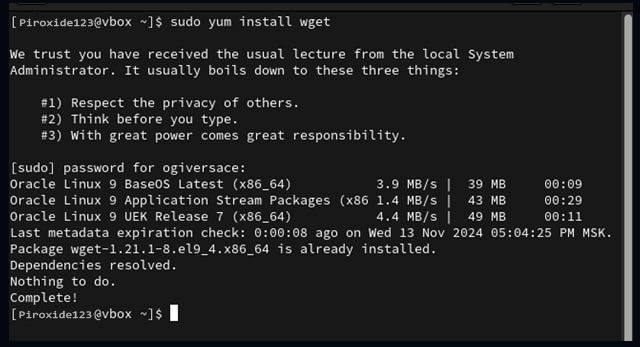 [Piroxide123@vbox ~]$ sudo yum install wget
We trust you have received the usual lecture from the local System
Administrator. It usually boils down to these three things:
#1) Respect the privacy of others.
#2) Think before you type.
#3) With great power comes great responsibility.
[sudo] password for ogiversace:
Oracle Linux 9 BaseOS Latest (x86_64) 3.9 MB/s | 39 MB 00:09
Oracle Linux 9 Application Stream Packages (x86 1.4 MB/s | 43 MB 00:29
Oracle Linux 9 UEK Release 7 (x86_64) 4.4 MB/s | 49 MB 00:11
Last metadata expiration check: 0:00:08 ago on Wed 13 Nov 2024 05:04:25 PM MSK.
Package wget-1.21.1-8.el9_4.x86_64 is already installed.
Dependencies resolved.
Nothing to do.
Complete!
[Piroxide123@vbox ~]$